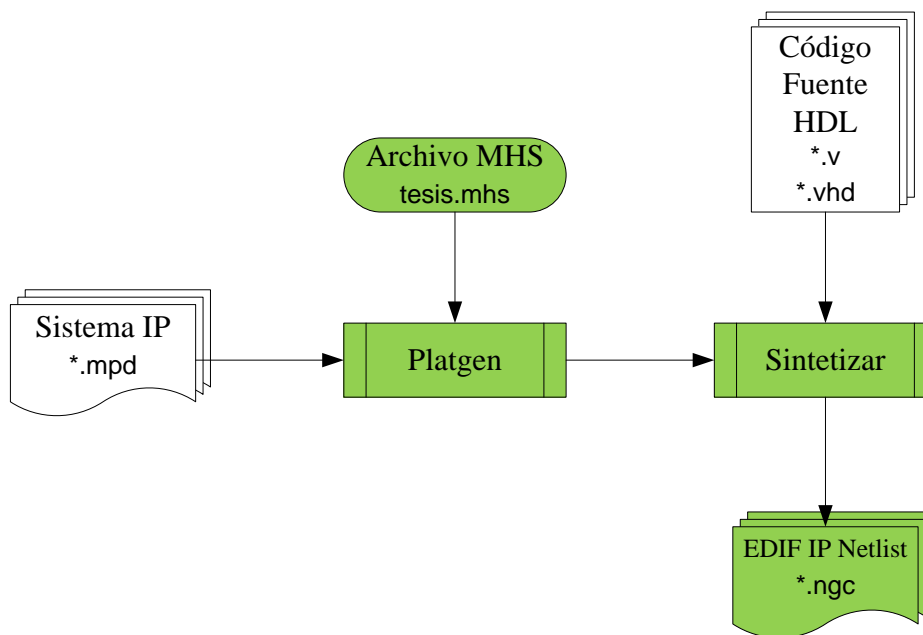 Código
Fuente
HDL
*.v
*.vhd
Archivo MHS
tesis.mhs
Sistema IP
*.mpd
Platgen
Sintetizar
EDIF IP Netlist
*.ngc